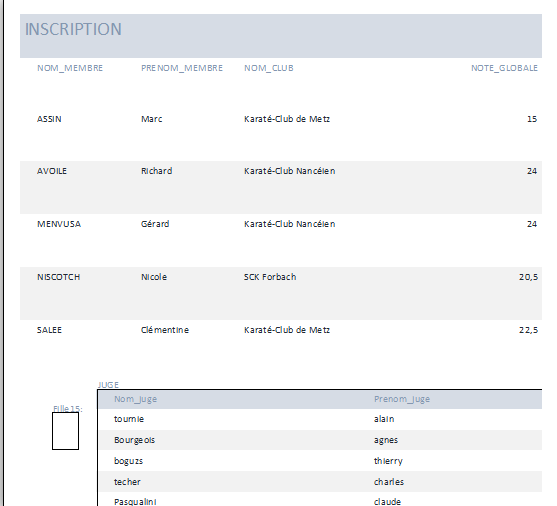 INSCRIPTION
NOM_MEMBRE PRENOM_MEMBRE NOM_CLUB NOTE_GLOBALE
ASSIN Marc Karaté-Club de Metz 15
AVOILE Richard Karaté-Club Nancéien 24
MENVUSA Gérard Karaté-Club Nancéien 24
NISCOTCH Nicole SCK Forbach 20,5
SALEE Clémentine Karaté-Club de Metz 22,5
JUGE
Nom_juge Prenom_juge
Fille15:
tournie alain
Bourgeois agnes
boguzs thierry
techer charles
Pasqualini claude